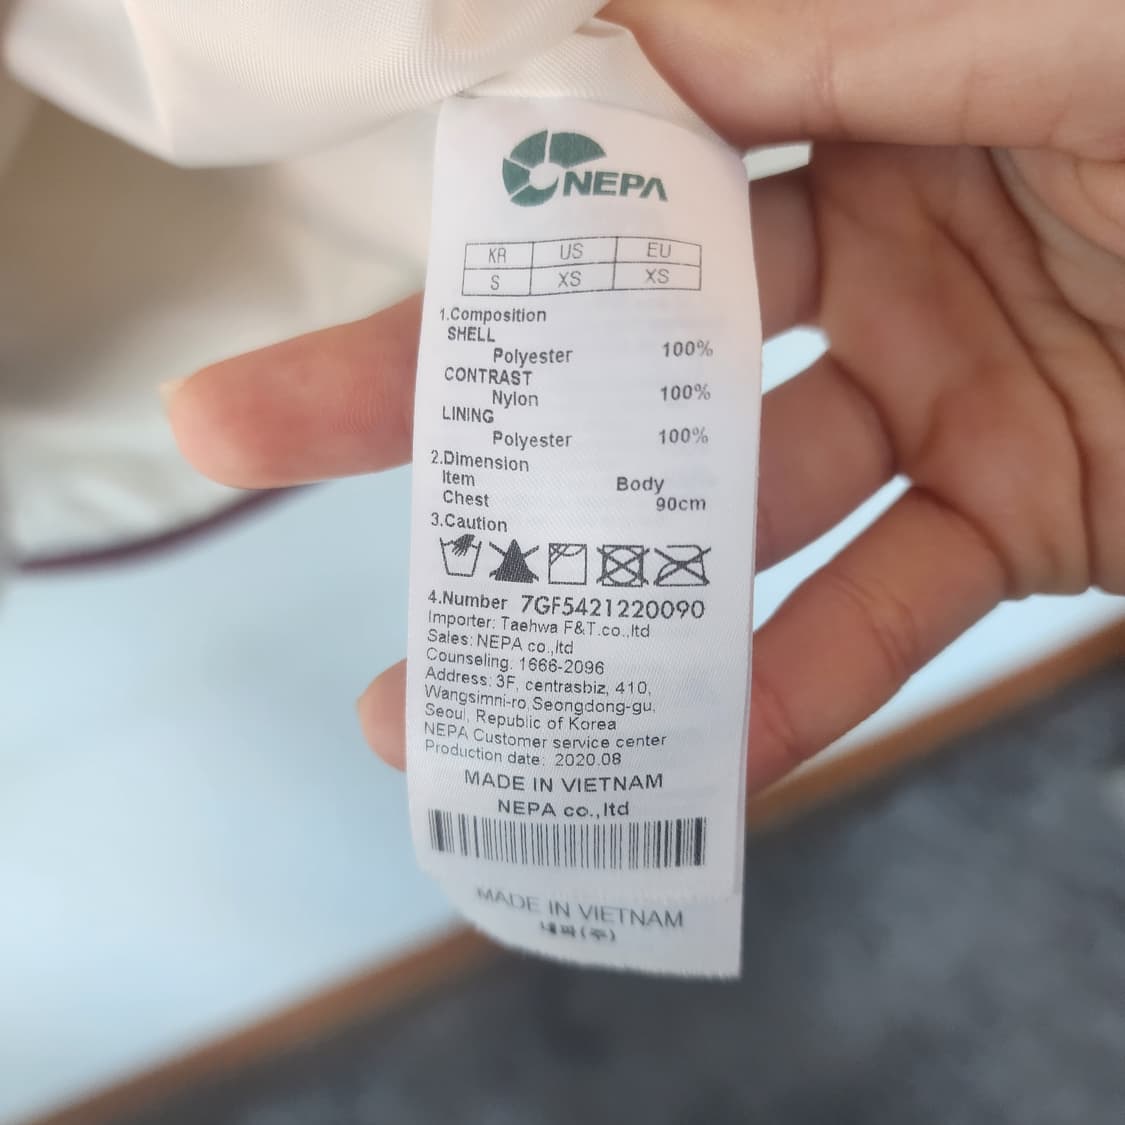 NEPA
KR US EU
S XS XS
1.Composition
SHELL
Polyester 100%
CONTRAST
Nylon 100%
LINING
Polyester 100%
2.Dimension
Item Body
Chest 90cm
3.Caution
4.Number 7GF5421220090
Importer: Taehwa F&T.co.,ltd
Sales: NEPA co.,ltd
Counseling: 1666-2096
Address: 3F, centrasbiz, 410,
Wangsimni-ro,Seongdong-gu,
Seoul, Republic of Korea
NEPA Customer service center
Production date: 2020.08
MADE IN VIETNAM
NEPA co.,ltd
MADE IN VIETNAM
네파(주)